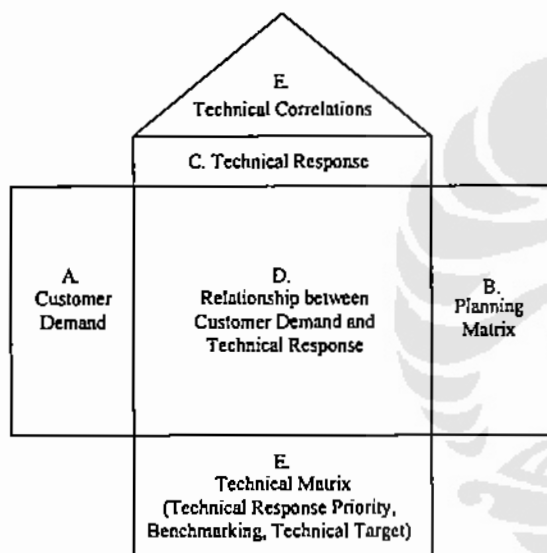 E.
Technical Correlations
C. Technical Response
A.
Customer
Demand
D.
Relationship between
Customer Demand and
Technical Response
B.
Planning
Matrix
E.
Technical Matrix
(Technical Response Priority,
Benchmarking, Technical Target)